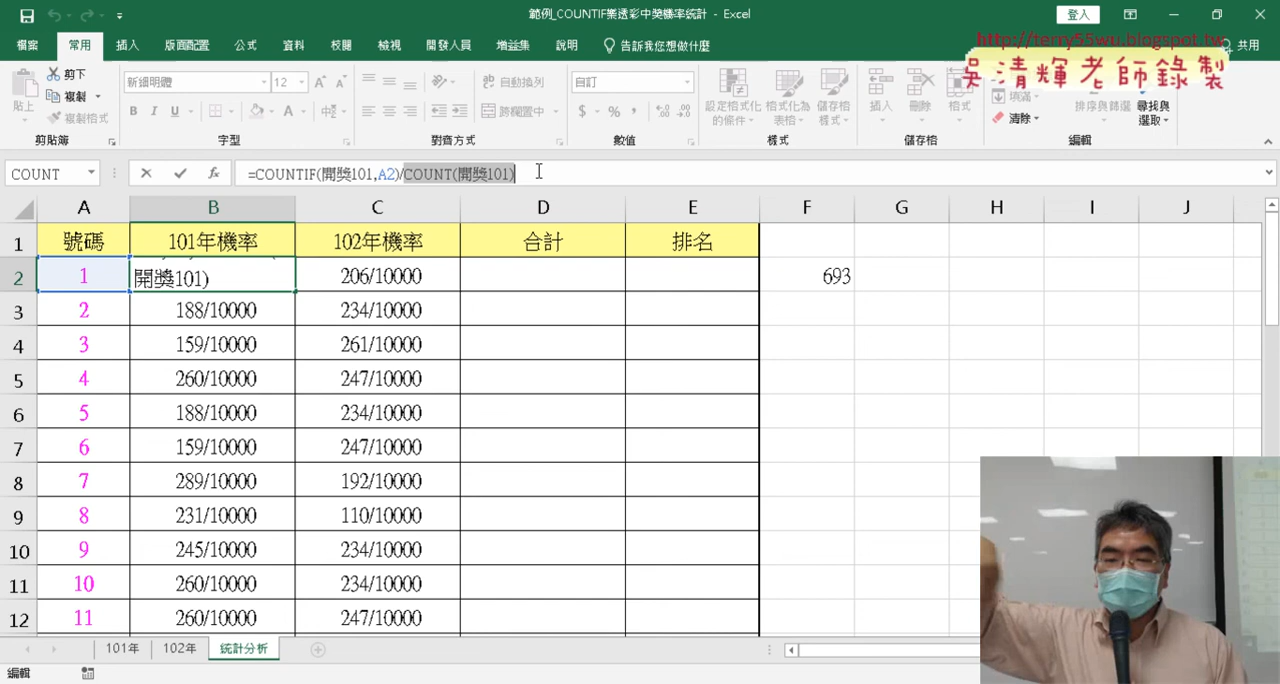 範例_COUNTIF樂透彩中獎機率統計 - Excel
登入
檔案 常用 插入 版面配置 公式 資料 校閱 檢視 開發人員 增益集 說明 告訴我您想做什麼 共用
http://terry55wu.blogspot.tw
吳清輝老師錄製
貼上 剪下 複製 複製格式
新細明體 12
B I U
自動換列
跨欄置中
自訂
$ % ,
設定格式化的條件 格式化為表格 儲存格樣式
插入 刪除 格式
填滿 清除
排序與篩選 尋找與選取
剪貼簿 字型 對齊方式 數值 樣式 儲存格 編輯
COUNT fx =COUNTIF(開獎101,A2)/COUNT(開獎101)
A B C D E F G H I J
1 號碼 101年機率 102年機率 合計 排名
2 1 開獎101) 206/10000 693
3 2 188/10000 234/10000
4 3 159/10000 261/10000
5 4 260/10000 247/10000
6 5 188/10000 234/10000
7 6 159/10000 247/10000
8 7 289/10000 192/10000
9 8 231/10000 110/10000
10 9 245/10000 234/10000
11 10 260/10000 234/10000
12 11 260/10000 247/10000
101年 102年 統計分析
編輯